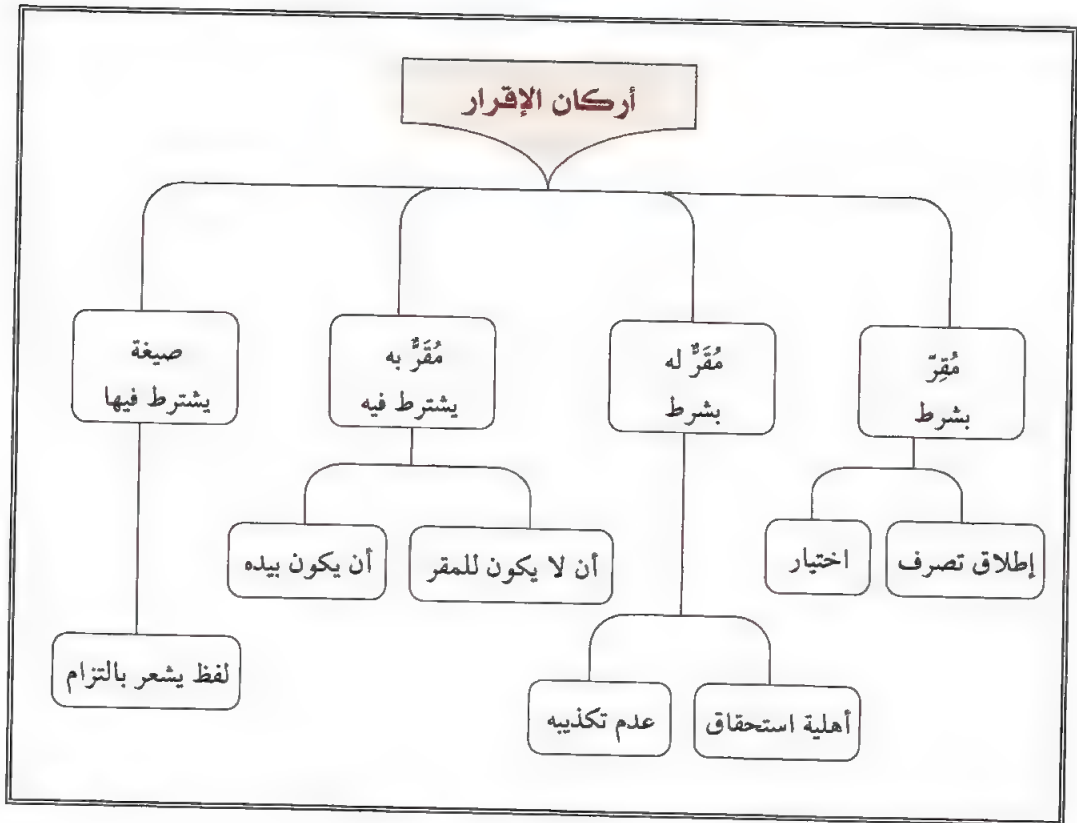 أركان الإقرار
مُقِرّ
بشرط
مُقَرٌّ له
بشرط
مُقَرٌّ به
يشترط فيه
صيغة
يشترط فيها
إطلاق تصرف
اختيار
أن لا يكون للمقر
أن يكون بيده
أهلية استحقاق
عدم تكذيبه
لفظ يشعر بالتزام